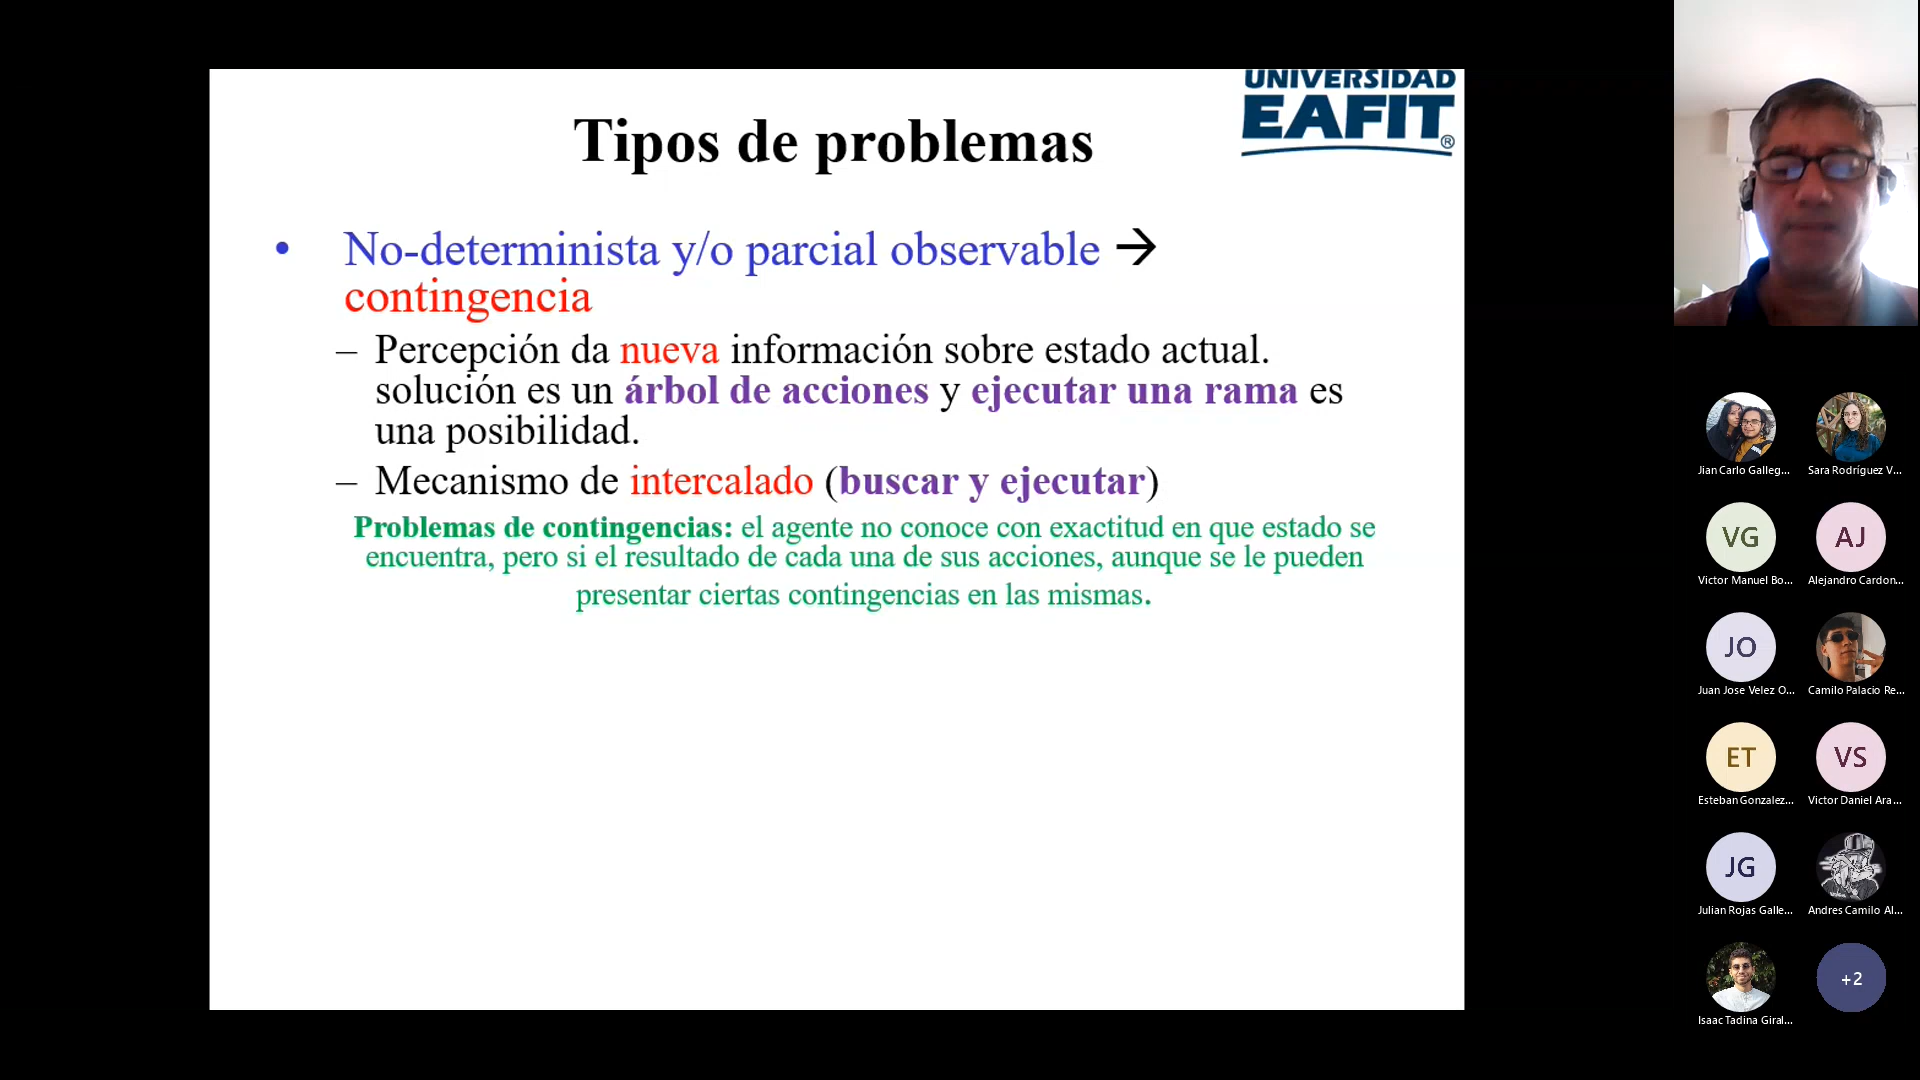 UNIVERSIDAD
EAFIT®
Tipos de problemas
• No-determinista y/o parcial observable →
contingencia
– Percepción da nueva información sobre estado actual.
solución es un árbol de acciones y ejecutar una rama es
una posibilidad.
– Mecanismo de intercalado (buscar y ejecutar)
Problemas de contingencias: el agente no conoce con exactitud en que estado se
encuentra, pero si el resultado de cada una de sus acciones, aunque se le pueden
presentar ciertas contingencias en las mismas.
Jian Carlo Galleg...
Sara Rodríguez V...
VG
AJ
Victor Manuel Bo...
Alejandro Cardon...
JO
Juan Jose Velez O...
Camilo Palacio Re...
ET
VS
Esteban Gonzalez...
Victor Daniel Ara...
JG
Julian Rojas Galle...
Andres Camilo Al...
+2
Isaac Tadina Giral...